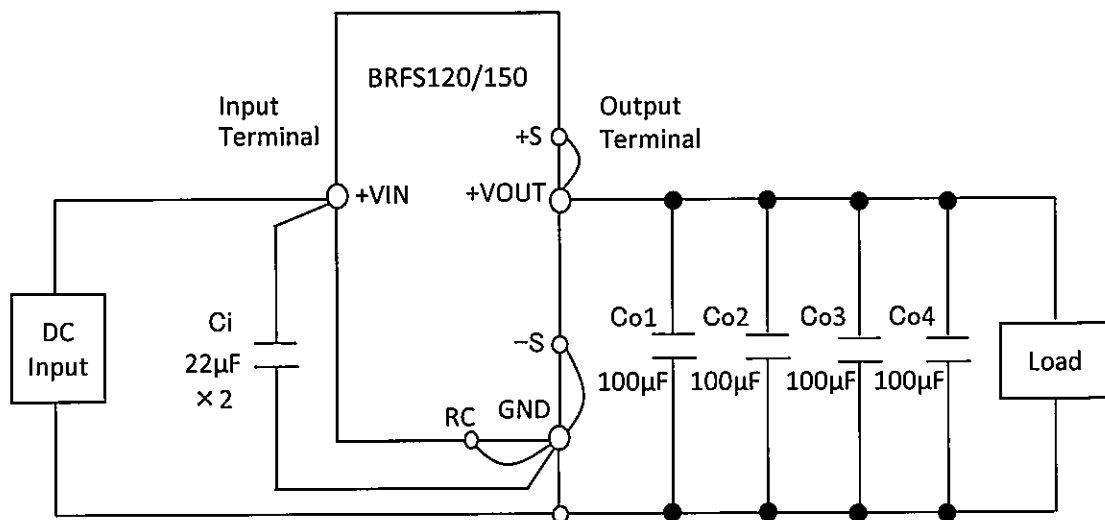 BRFS120/150
Input
Terminal
Output
Terminal
+S
+VIN
+VOUT
DC
Input
Ci
22μF
×2
−S
RC
GND
Co1
Co2
Co3
Co4
100μF
100μF
100μF
100μF
Load